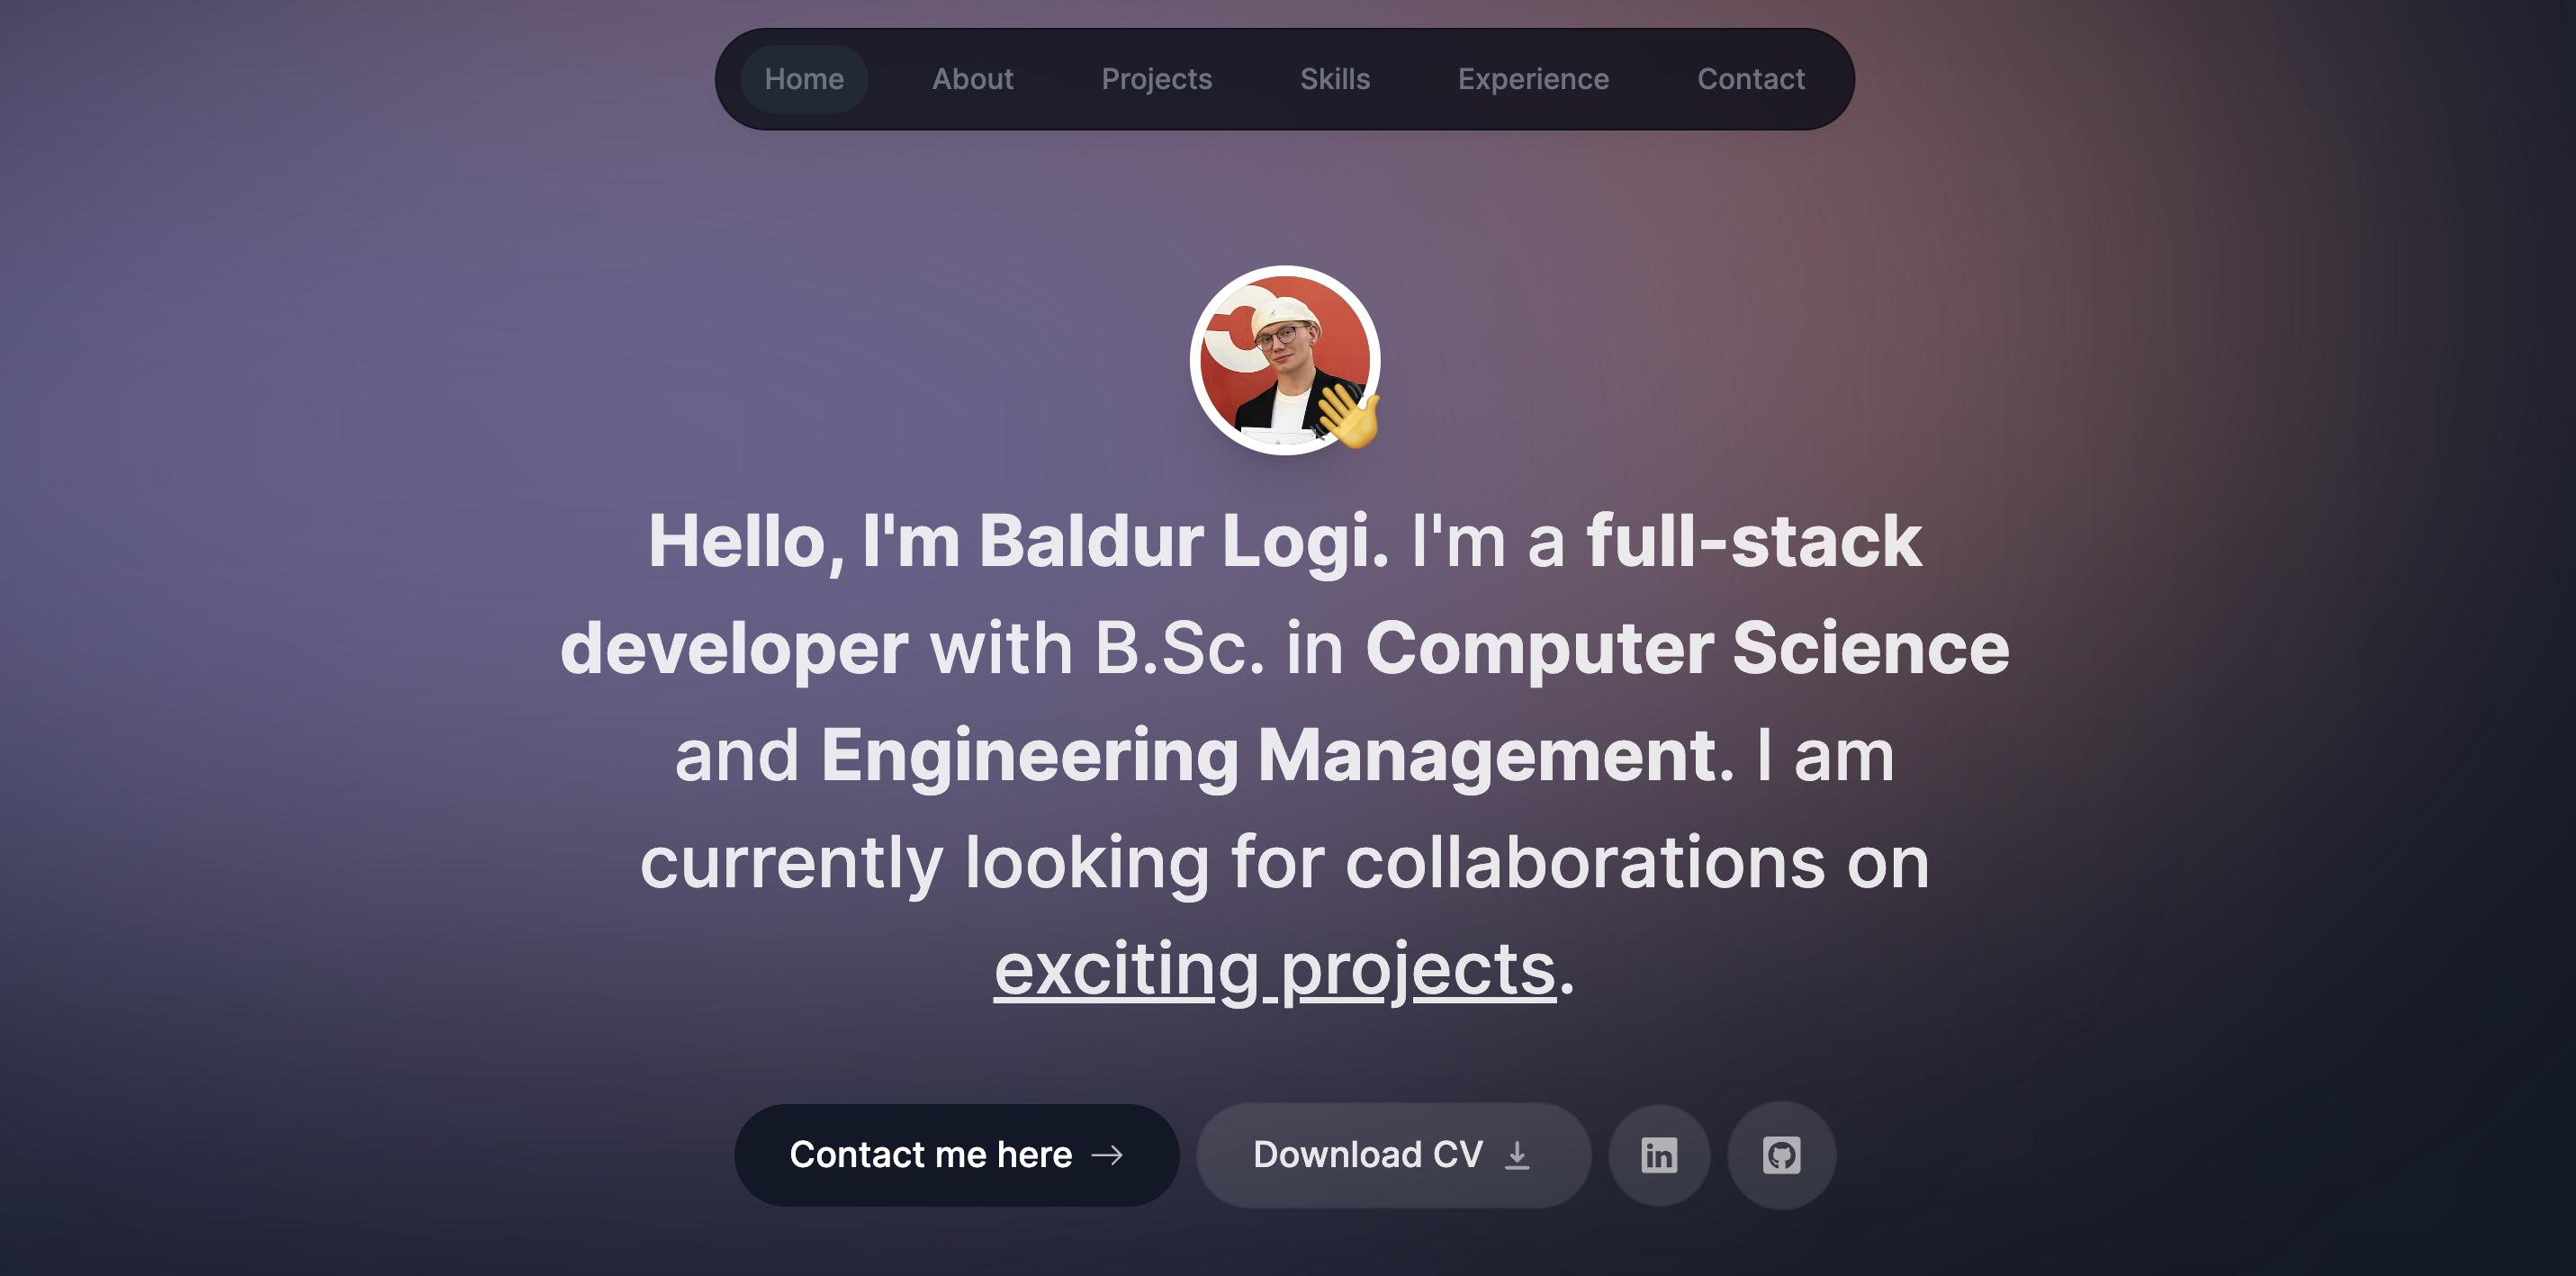 Home About Projects Skills Experience Contact
Hello, I'm Baldur Logi. I'm a full-stack
developer with B.Sc. in Computer Science
and Engineering Management. I am
currently looking for collaborations on
exciting projects.
Contact me here → Download CV in